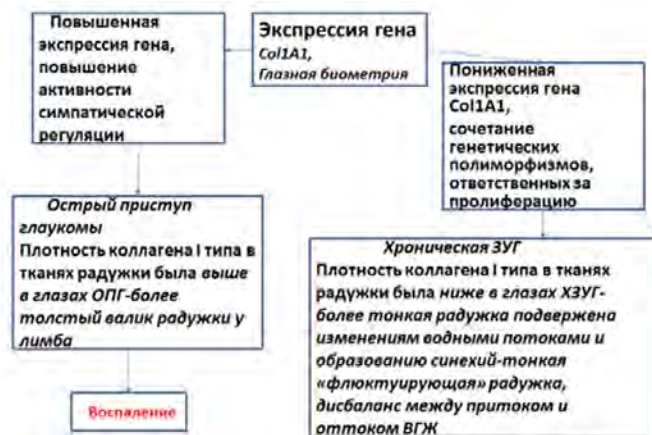 Повышенная
экспрессия гена,
повышение
активности
симпатической
регуляции
Экспрессия гена
Col1A1,
Глазная биометрия
Пониженная
экспрессия гена
Col1A1,
сочетание
генетических
полиморфизмов,
ответственных за
пролиферацию
Острый приступ
глаукомы
Плотность коллагена I типа в
тканях радужки была выше
в глазах ОПГ-более
толстый валик радужки у
лимба
Хроническая ЗУГ
Плотность коллагена I типа в тканях
радужки была ниже в глазах ХЗУГ-
более тонкая радужка подвержена
изменениям водными потоками и
образованию синехий-тонкая
«флюктуирующая» радужка,
дисбаланс между притоком и
оттоком ВГЖ
Воспаление